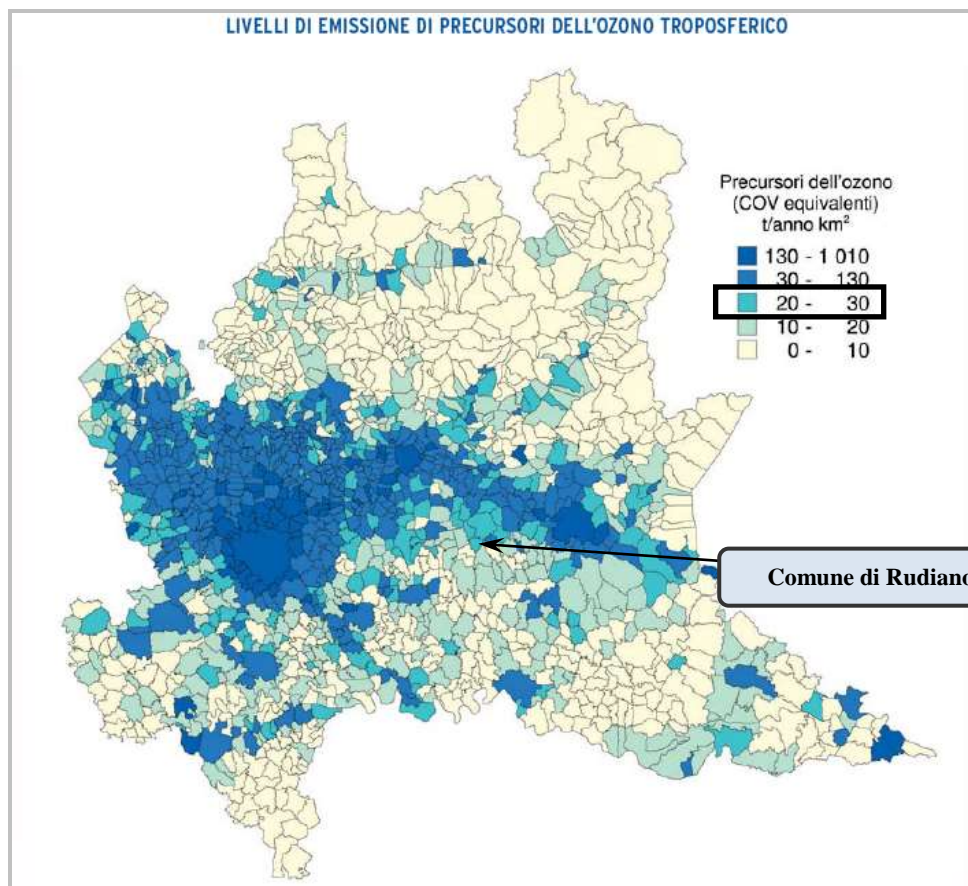 LIVELLI DI EMISSIONE DI PRECURSORI DELL'OZONO TROPOSFERICO
Precursori dell'ozono
(COV equivalenti)
t/anno km²
130 - 1 010
30 - 130
20 - 30
10 - 20
0 - 10
Comune di Rudiano